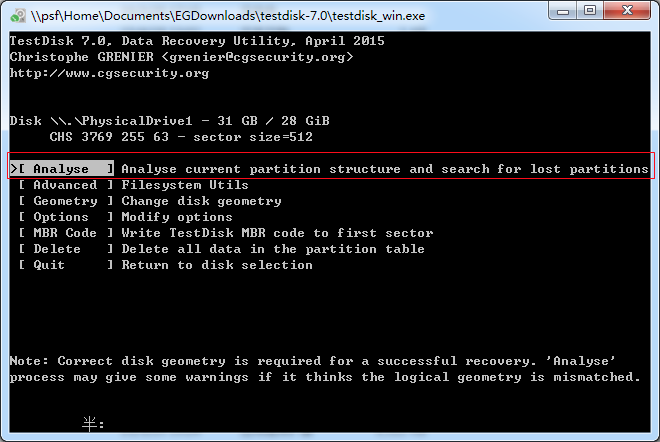 \\psf\Home\Documents\EGDownloads\testdisk-7.0\testdisk_win.exe
TestDisk 7.0, Data Recovery Utility, April 2015
Christophe GRENIER <grenier@cgsecurity.org>
http://www.cgsecurity.org
Disk \\.\PhysicalDrive1 - 31 GB / 28 GiB
CHS 3769 255 63 - sector size=512
>[ Analyse  ] Analyse current partition structure and search for lost partitions
[ Advanced ] Filesystem Utils
[ Geometry ] Change disk geometry
[ Options  ] Modify options
[ MBR Code ] Write TestDisk MBR code to first sector
[ Delete   ] Delete all data in the partition table
[ Quit     ] Return to disk selection
Note: Correct disk geometry is required for a successful recovery. 'Analyse'
process may give some warnings if it thinks the logical geometry is mismatched.
半: